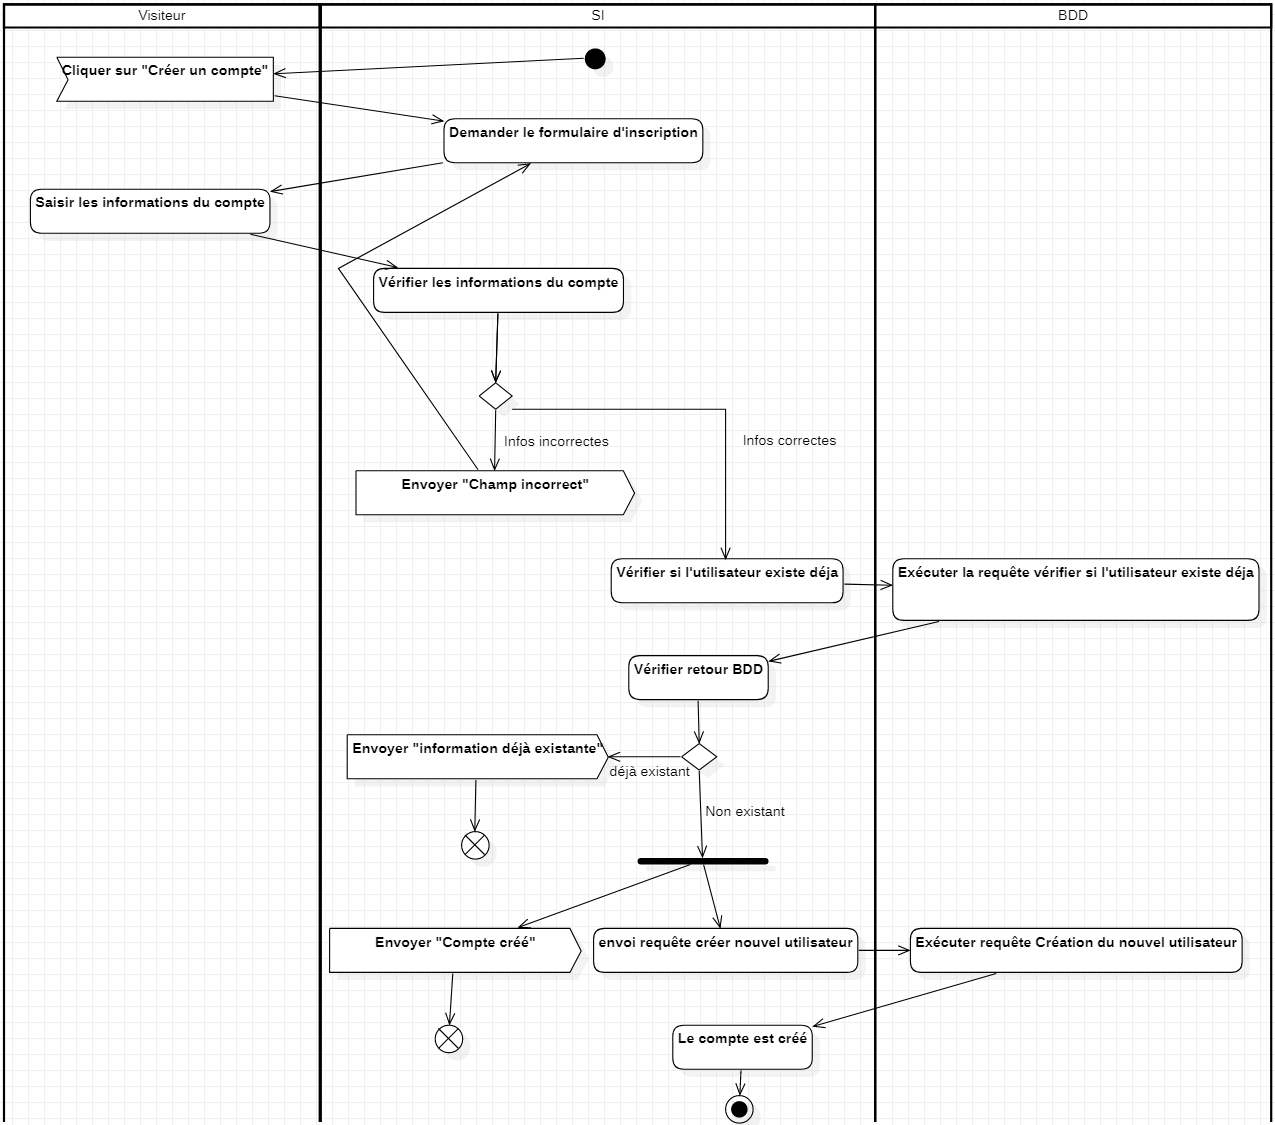 Visiteur
SI
BDD
Cliquer sur "Créer un compte"
Demander le formulaire d'inscription
Saisir les informations du compte
Vérifier les informations du compte
Infos incorrectes
Infos correctes
Envoyer "Champ incorrect"
Vérifier si l'utilisateur existe déja
Exécuter la requête vérifier si l'utilisateur existe déja
Vérifier retour BDD
Envoyer "information déjà existante"
déjà existant
Non existant
Envoyer "Compte créé"
envoi requête créer nouvel utilisateur
Exécuter requête Création du nouvel utilisateur
Le compte est créé